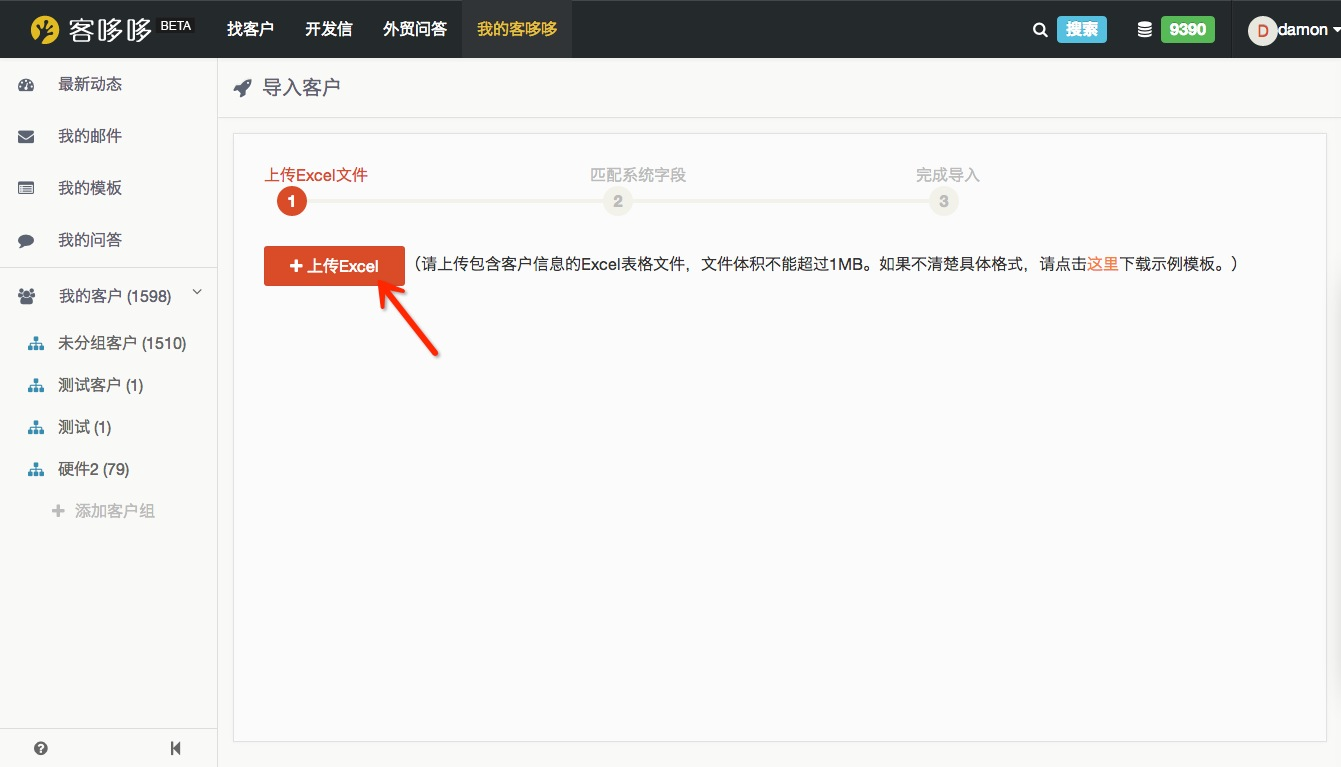 客哆哆 BETA 找客户 开发信 外贸问答 我的客哆哆 搜索 9390 D damon
最新动态
我的邮件
我的模板
我的问答
我的客户 (1598)
未分组客户 (1510)
测试客户 (1)
测试 (1)
硬件2 (79)
添加客户组
导入客户
上传Excel文件 匹配系统字段 完成导入
1 2 3
上传Excel (请上传包含客户信息的Excel表格文件，文件体积不能超过1MB。如果不清楚具体格式，请点击这里下载示例模板。)